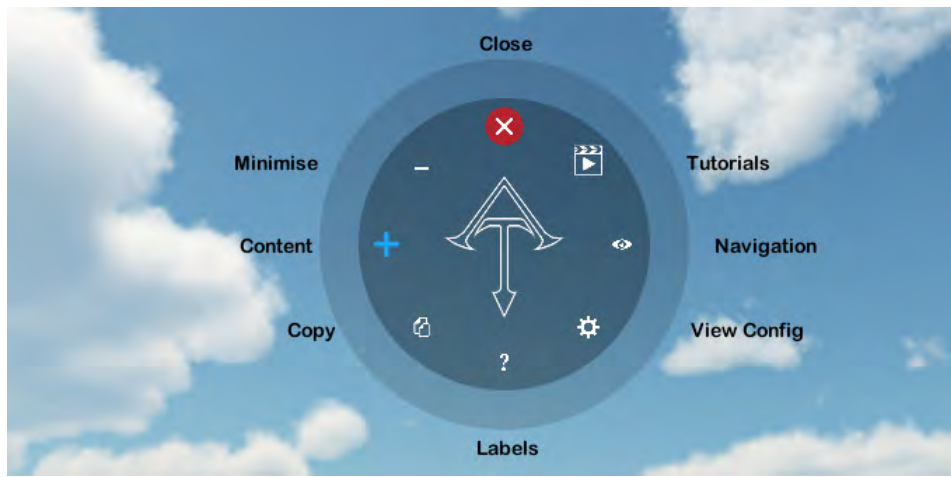 Close
Minimise
Tutorials
Content
Navigation
Copy
View Config
?
Labels